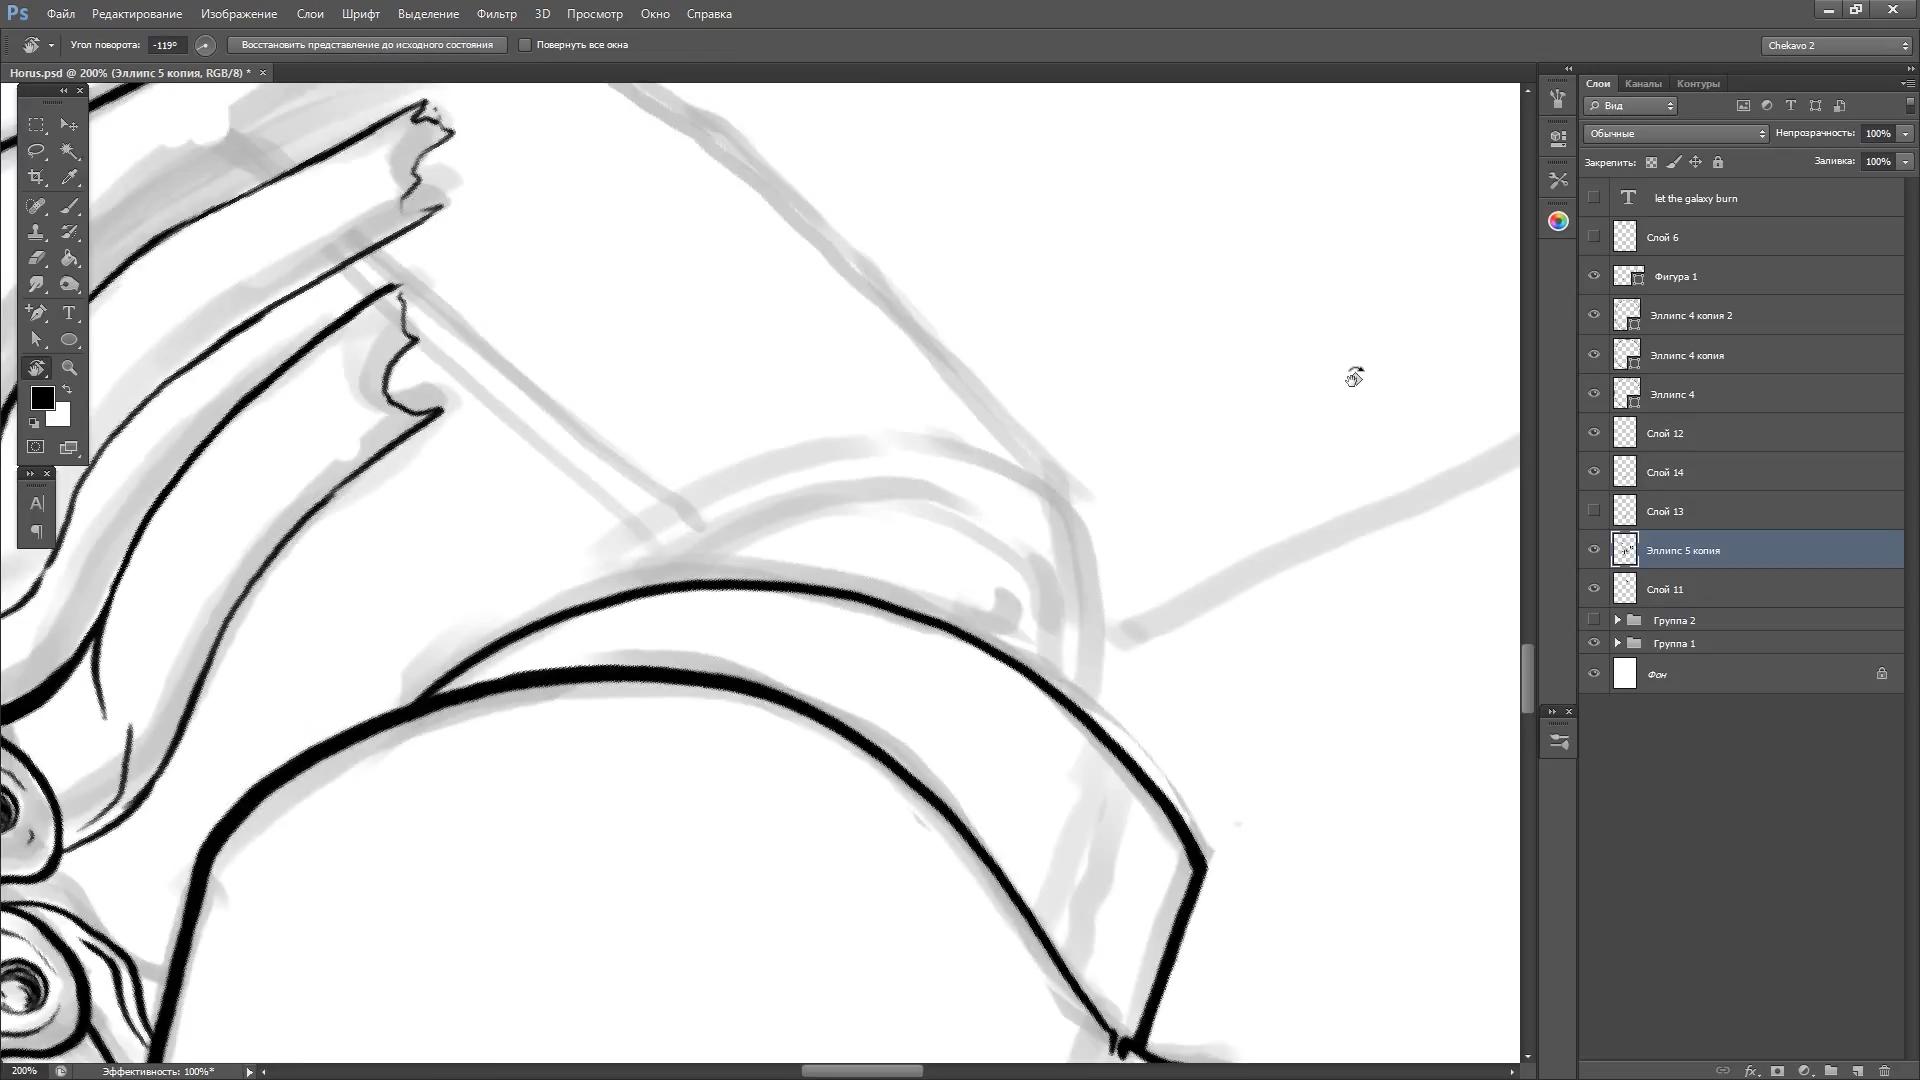 Ps Файл Редактирование Изображение Слои Шрифт Выделение Фильтр 3D Просмотр Окно Справка
Угол поворота: -119° Восстановить представление до исходного состояния Повернуть все окна Chekavo 2
Horus.psd @ 200% (Эллипс 5 копия, RGB/8) * ×
Слои Каналы Контуры
Вид
Обычные Непрозрачность: 100%
Закрепить: Заливка: 100%
let the galaxy burn
Слой 6
Фигура 1
Эллипс 4 копия 2
Эллипс 4 копия
Эллипс 4
Слой 12
Слой 14
Слой 13
Эллипс 5 копия
Слой 11
Группа 2
Группа 1
Фон
200% Эффективность: 100%*